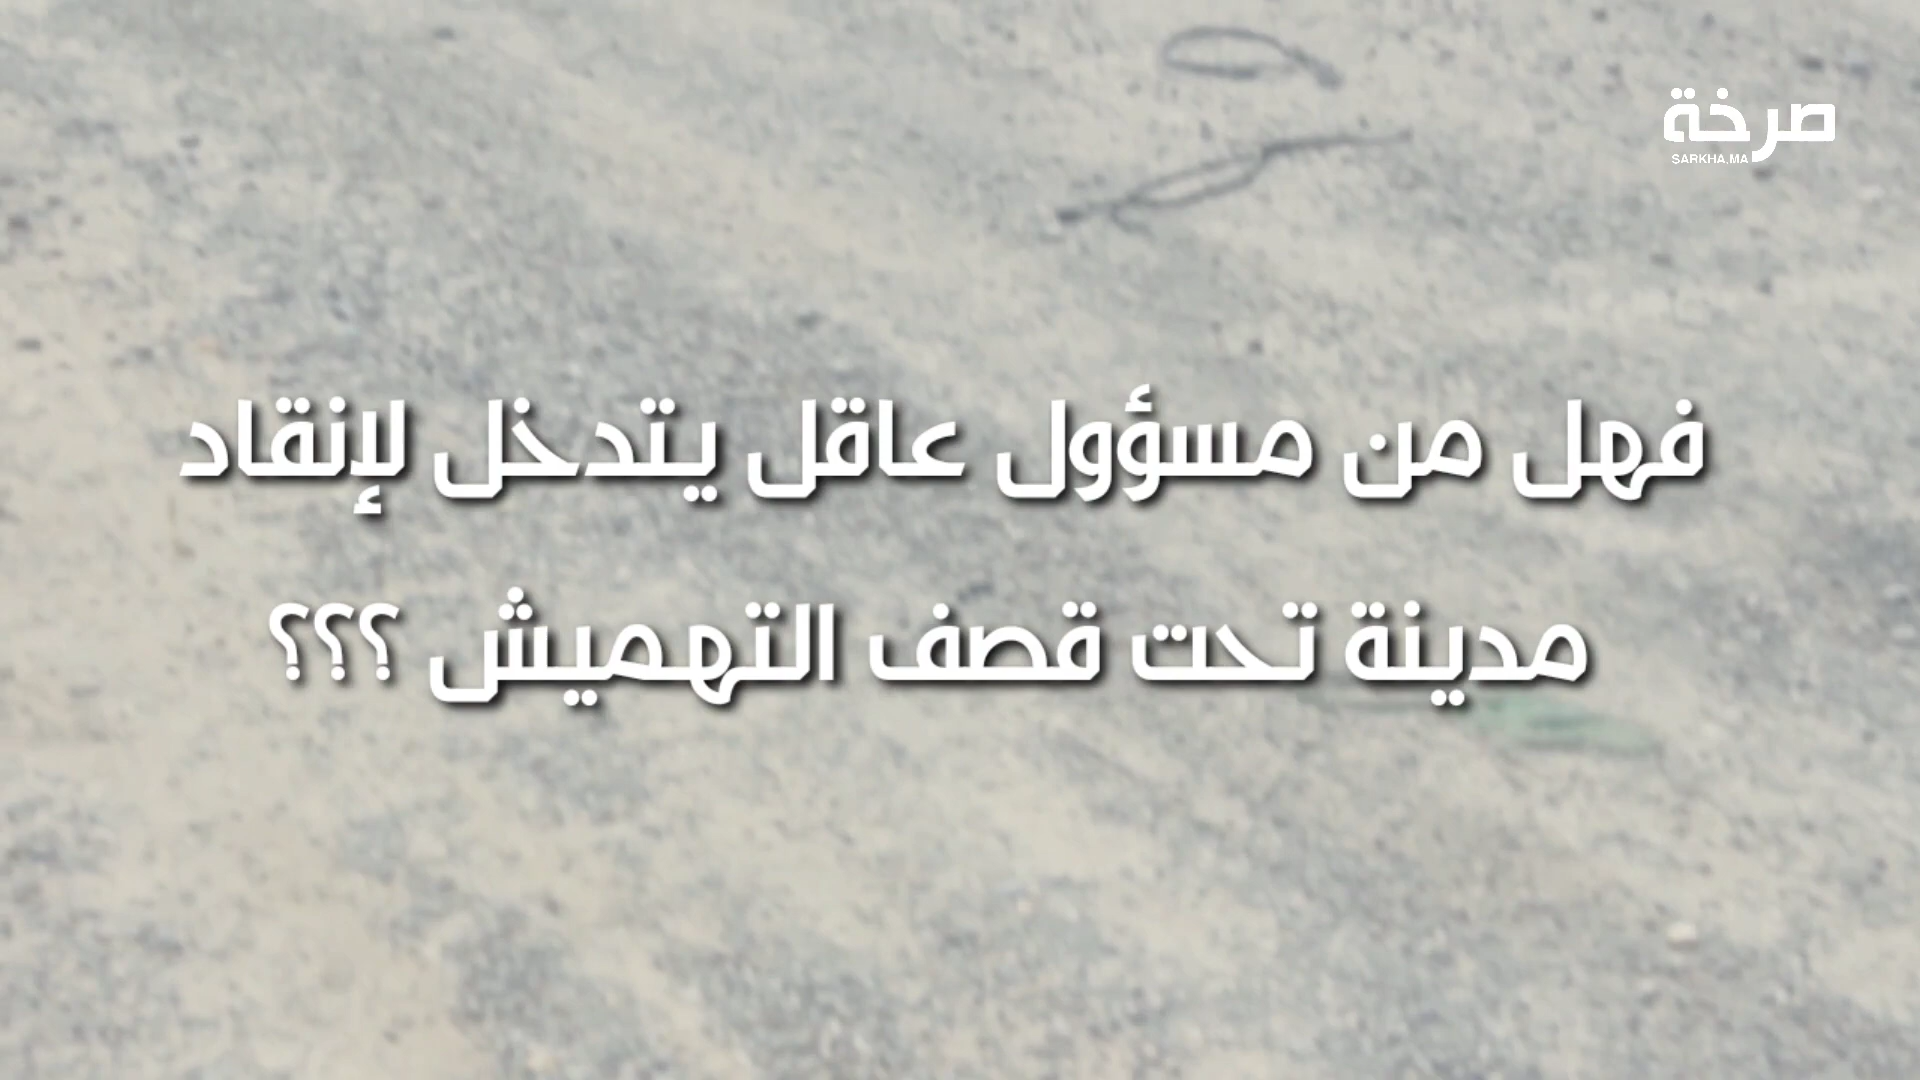 صرخة
SARKHA.MA
فهل من مسؤول عاقل يتدخل لإنقاد
مدينة تحت قصف التهميش ؟؟؟